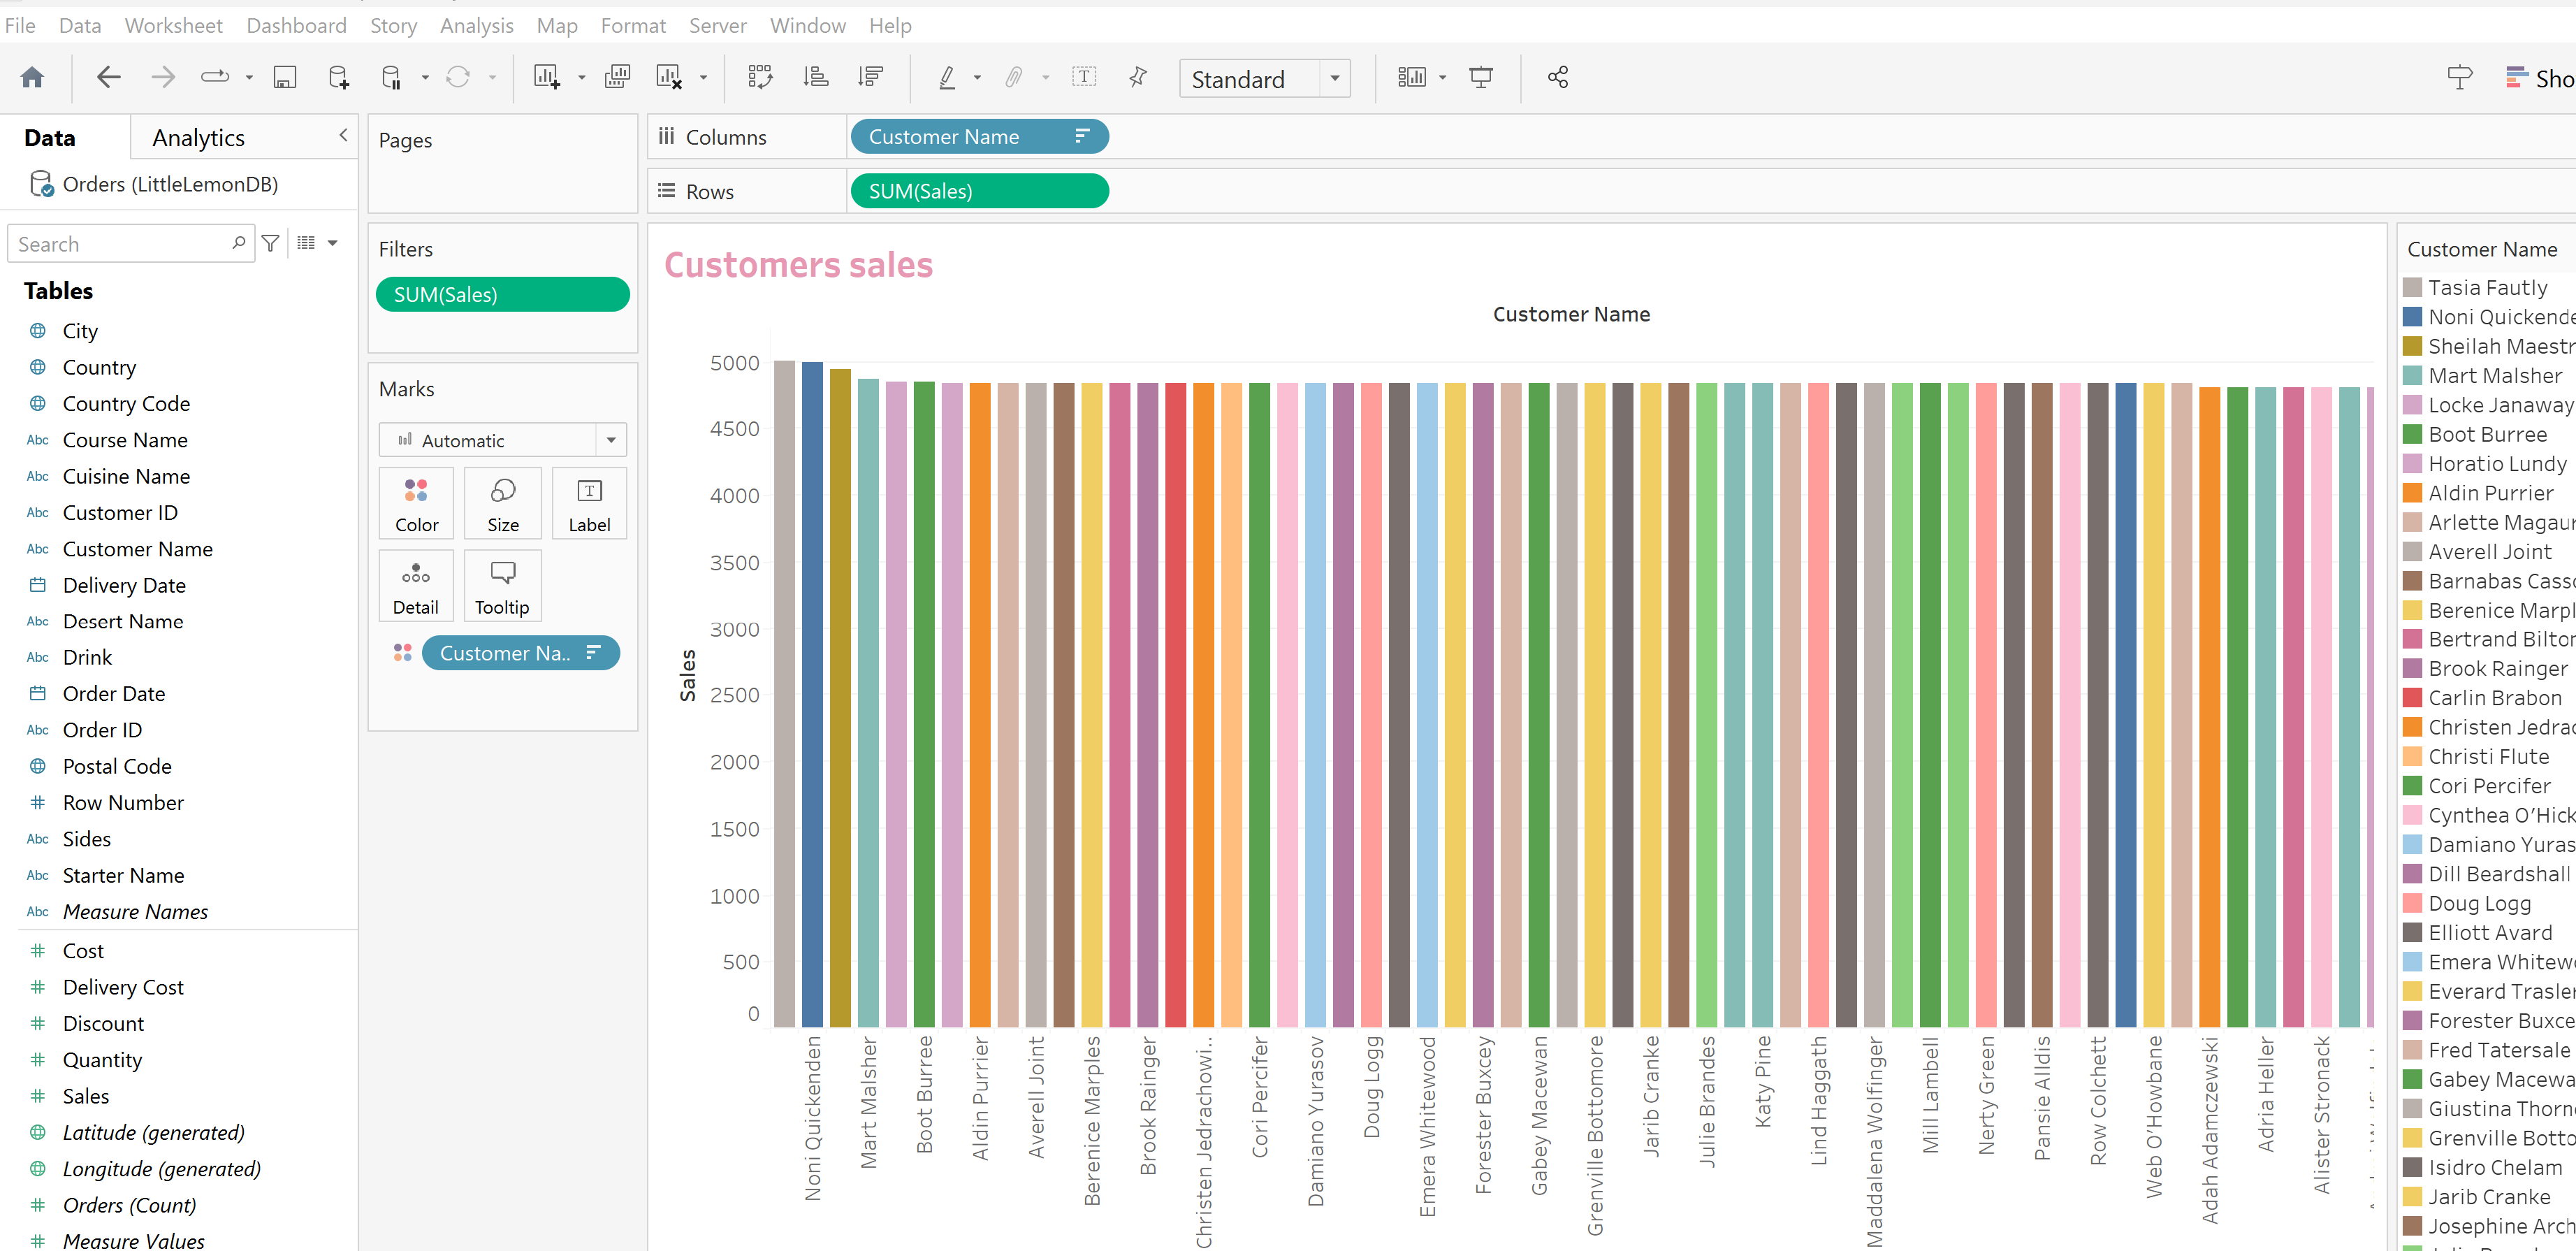 File Data Worksheet Dashboard Story Analysis Map Format Server Window Help
Standard
Data Analytics
Orders (LittleLemonDB)
Search
Tables
City
Country
Country Code
Abc Course Name
Abc Cuisine Name
Abc Customer ID
Abc Customer Name
Delivery Date
Abc Desert Name
Abc Drink
Order Date
Abc Order ID
Postal Code
# Row Number
Abc Sides
Abc Starter Name
Abc Measure Names
# Cost
# Delivery Cost
# Discount
# Quantity
# Sales
Latitude (generated)
Longitude (generated)
# Orders (Count)
# Measure Values
Pages
Filters
SUM(Sales)
Marks
Automatic
Color Size Label
Detail Tooltip
Customer Na..
Columns Customer Name
Rows SUM(Sales)
Customers sales
Customer Name
Sales
5000
4500
4000
3500
3000
2500
2000
1500
1000
500
0
Noni Quickenden
Mart Malsher
Boot Burree
Aldin Purrier
Averell Joint
Berenice Marples
Brook Rainger
Christen Jedrachowi..
Cori Percifer
Damiano Yurasov
Doug Logg
Emera Whitewood
Forester Buxcey
Gabey Macewan
Grenville Bottomore
Jarib Cranke
Julie Brandes
Katy Pine
Lind Haggath
Maddalena Wolfinger
Mill Lambell
Nerty Green
Pansie Alldis
Row Colchett
Web O'Howbane
Adah Adamczewski
Adria Heller
Alister Stronack
Customer Name
Tasia Fautly
Noni Quickende
Sheilah Maestr
Mart Malsher
Locke Janaway
Boot Burree
Horatio Lundy
Aldin Purrier
Arlette Magaur
Averell Joint
Barnabas Casso
Berenice Marpl
Bertrand Bilton
Brook Rainger
Carlin Brabon
Christen Jedrac
Christi Flute
Cori Percifer
Cynthea O'Hick
Damiano Yuras
Dill Beardshall
Doug Logg
Elliott Avard
Emera Whitewo
Everard Trasler
Forester Buxce
Fred Tatersale
Gabey Macewa
Giustina Thorn
Grenville Botto
Isidro Chelam
Jarib Cranke
Josephine Arch